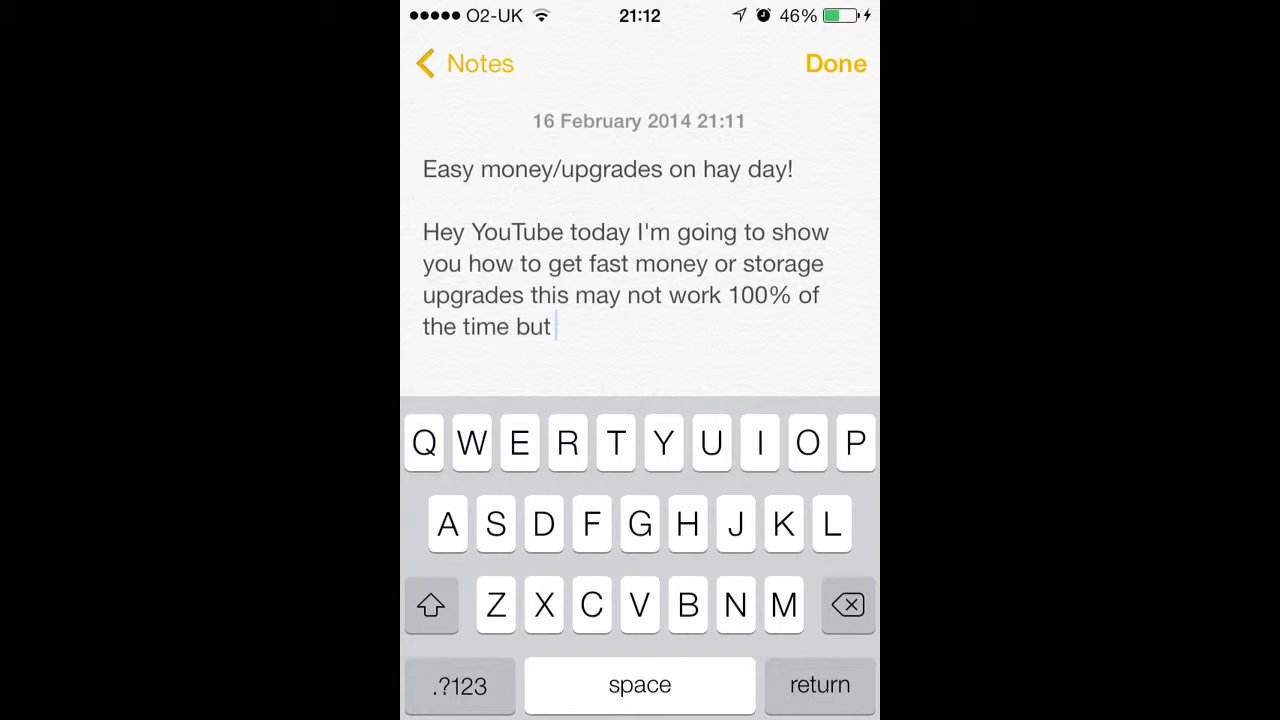 O2-UK 21:12 46%
Notes Done
16 February 2014 21:11
Easy money/upgrades on hay day!
Hey YouTube today I'm going to show
you how to get fast money or storage
upgrades this may not work 100% of
the time but
Q W E R T Y U I O P
A S D F G H J K L
Z X C V B N M
.?123 space return